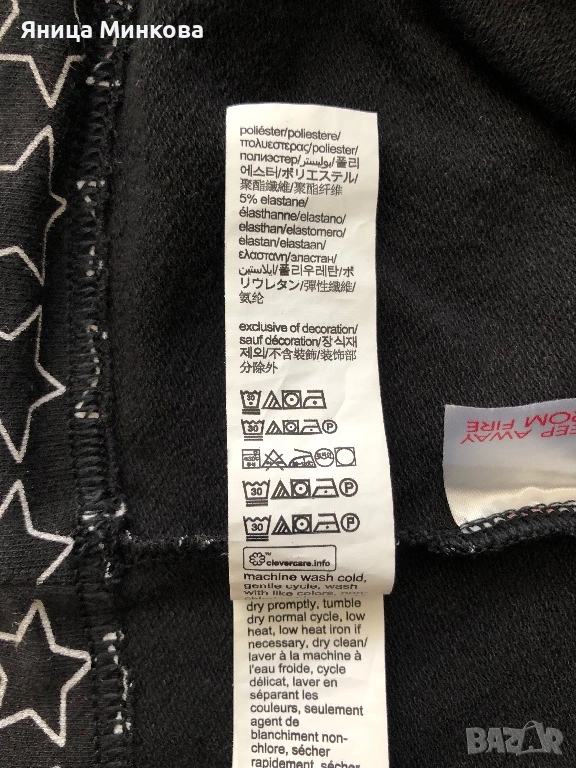 Яница Минкова
poliéster/poliestere/
πολυεστερας/poliester/
полиэстер/بوليستر/폴리
에스터/ポリエステル/
聚酯纖維/聚酯纤维
5% elastane/
élasthanne/elastano/
elasthan/elastomero/
elastan/elastaan/
ελαστανη/эластан/
ايلاستين/폴리우레탄/ポ
リウレタン/彈性纖維/
氨纶
exclusive of decoration/
sauf décoration/장식재
제외/不含裝飾/装饰部
分除外
30
30 P
30 P
30 P
clevercare.info
machine wash cold,
gentle cycle, wash
with like colors,
dry promptly, tumble
dry normal cycle, low
heat, low heat iron if
necessary, dry clean/
laver à la machine à
l'eau froide, cycle
délicat, laver en
séparant les
couleurs, seulement
agent de
blanchiment non-
chlore, sécher
rapidement, sécher
KEEP AWAY
FROM FIRE
BAZAR